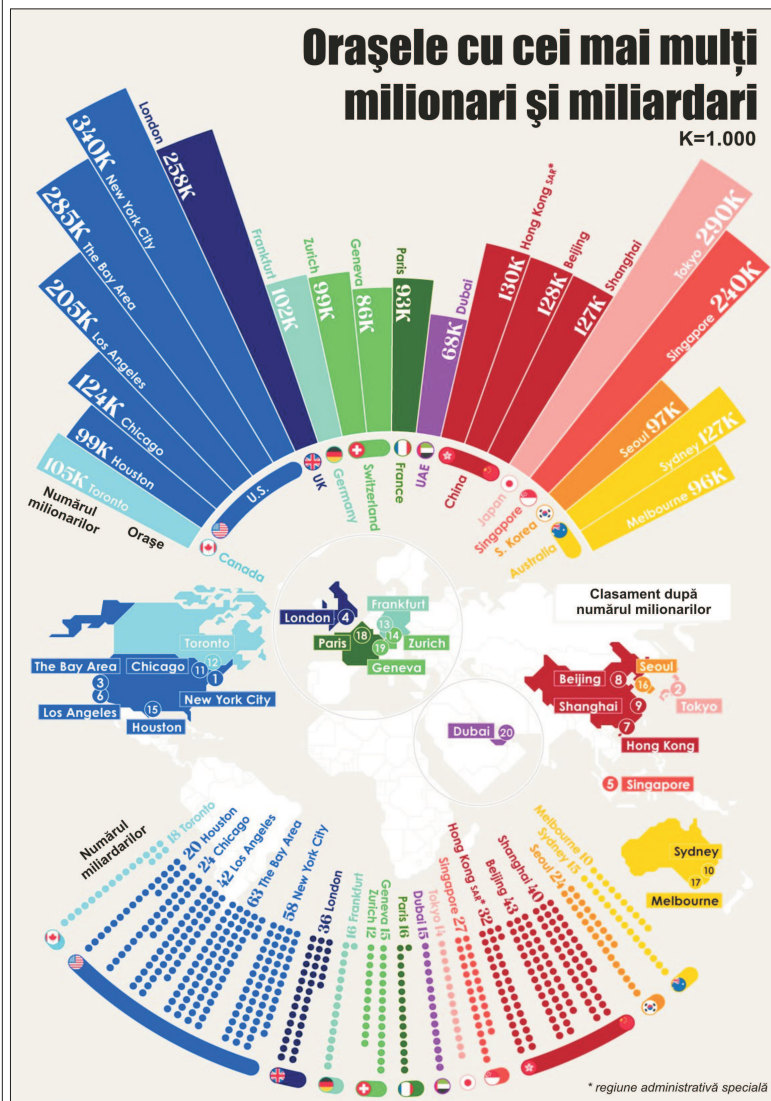 Orașele cu cei mai mulți
milionari și miliardari
K=1.000
105K Toronto
99K Houston
124K Chicago
205K Los Angeles
285K The Bay Area
340K New York City
London
258K
Frankfurt
102K
Zurich
99K
Geneva
86K
Paris
93K
Dubai
68K
Hong Kong SAR*
130K
Beijing
128K
Shanghai
127K
Tokyo 290K
Singapore 240K
Seoul 97K
Sydney 127K
Melbourne 96K
Numărul
milionarilor
Orașe
Canada
U.S.
UK
Germany
Switzerland
France
UAE
China
Japan
Singapore
S. Korea
Australia
Clasament după
numărul milionarilor
Toronto
12
The Bay Area
3
Chicago
11
1
New York City
6
Los Angeles
15
Houston
London 4
Frankfurt
13
Paris 18
14 Zurich
19
Geneva
Dubai 20
Beijing 8
Seoul
16
2
Tokyo
Shanghai 9
7
Hong Kong
5 Singapore
Sydney
10
17
Melbourne
Numărul
miliardarilor
18 Toronto
20 Houston
24 Chicago
42 Los Angeles
63 The Bay Area
58 New York City
36 London
16 Frankfurt
Geneva 15
Zurich 12
Paris 16
Dubai 15
Tokyo 14
Singapore 27
Hong Kong SAR* 32
Beijing 43
Shanghai 40
Seoul 24
Sydney 15
Melbourne 10
* regiune administrativă specială